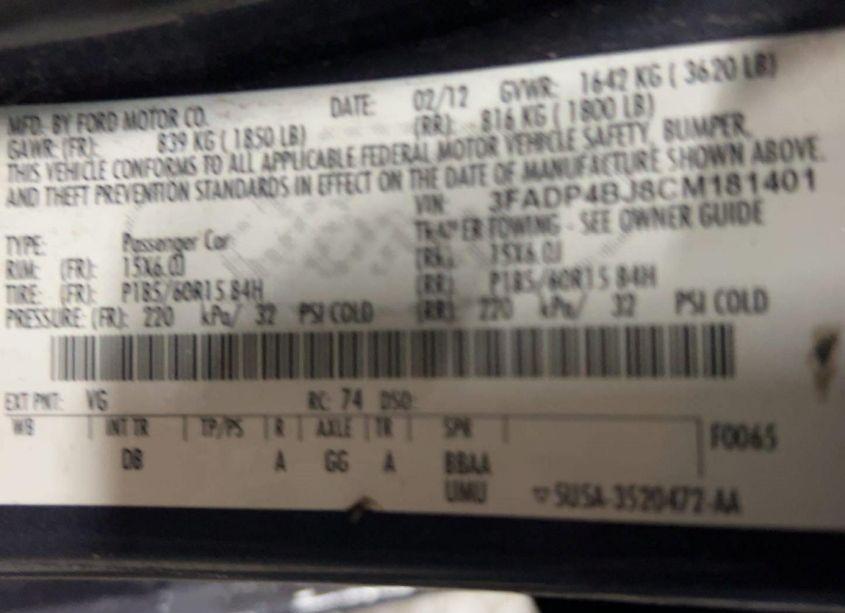 MFD. BY FORD MOTOR CO. DATE: 02/12 GVWR: 1642 KG ( 3620 LB)
GAWR: (FR): 839 KG ( 1850 LB) (RR): 816 KG ( 1800 LB)
THIS VEHICLE CONFORMS TO ALL APPLICABLE FEDERAL MOTOR VEHICLE SAFETY, BUMPER,
AND THEFT PREVENTION STANDARDS IN EFFECT ON THE DATE OF MANUFACTURE SHOWN ABOVE.
VIN: 3FADP4BJ8CM181401
TYPE: Passenger Car TRAILER TOWING - SEE OWNER GUIDE
RIM: (FR): 15X6.0J (RR): 15X6.0J
TIRE: (FR): P185/60R15 84H (RR): P185/60R15 84H
PRESSURE: (FR): 220 kPa/ 32 PSI COLD (RR): 220 kPa/ 32 PSI COLD
EXT PNT: VG RC: 74 DSO:
WB INT TR TP/PS R AXLE TR SPR F0065
DB A GG A BBAA
UMU 5U5A-3520472-AA